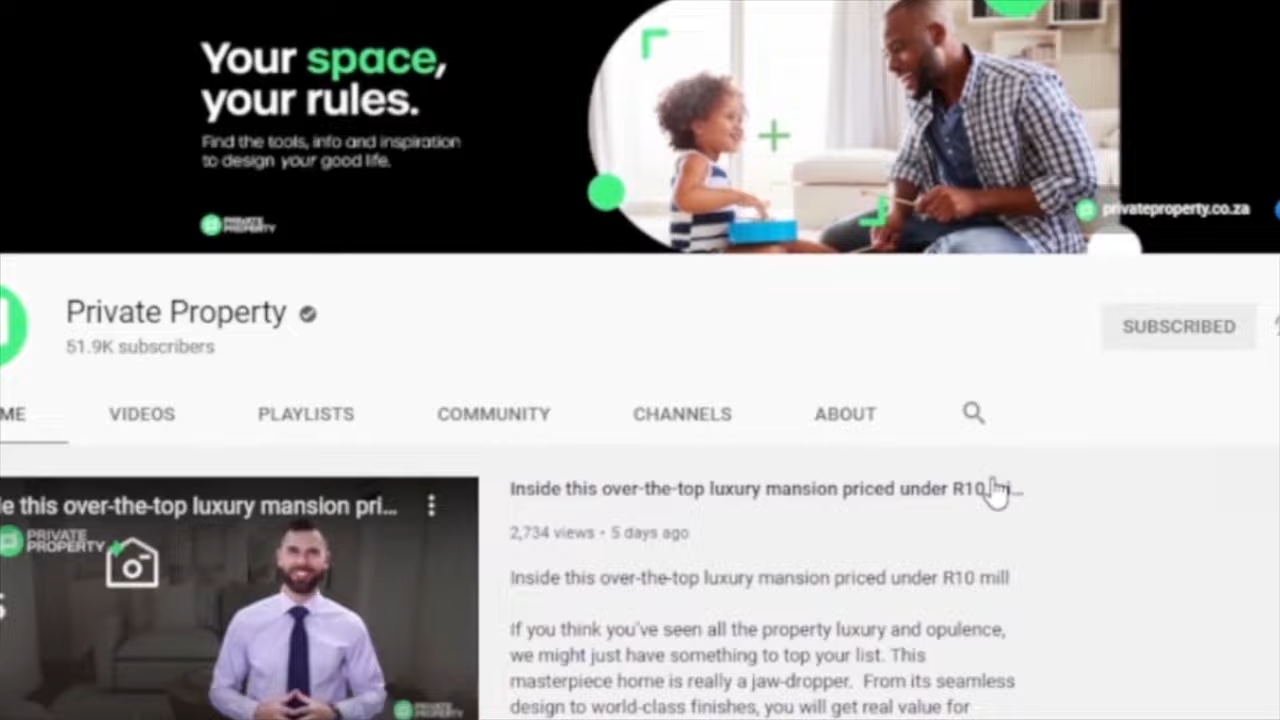 Your space,
your rules.
Find the tools, info and inspiration
to design your good life.
PRIVATE
PROPERTY
privateproperty.co.za
Private Property
51.9K subscribers
SUBSCRIBED
ME
VIDEOS
PLAYLISTS
COMMUNITY
CHANNELS
ABOUT
e this over-the-top luxury mansion pri...
PRIVATE
PROPERTY
PRIVATE
PROPERTY
Inside this over-the-top luxury mansion priced under R10 mi...
2,734 views • 5 days ago
Inside this over-the-top luxury mansion priced under R10 mill
If you think you've seen all the property luxury and opulence,
we might just have something to top your list. This
masterpiece home is really a jaw-dropper. From its seamless
design to world-class finishes, you will get real value for